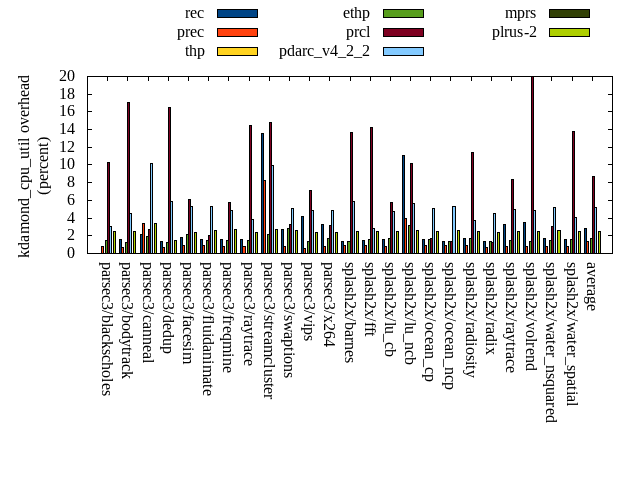 rec ethp mprs
prec prcl plrus-2
thp pdarc_v4_2_2
kdamond_cpu_util overhead
(percent)
20
18
16
14
12
10
8
6
4
2
0
parsec3/blackscholes
parsec3/bodytrack
parsec3/canneal
parsec3/dedup
parsec3/facesim
parsec3/fluidanimate
parsec3/freqmine
parsec3/raytrace
parsec3/streamcluster
parsec3/swaptions
parsec3/vips
parsec3/x264
splash2x/barnes
splash2x/fft
splash2x/lu_cb
splash2x/lu_ncb
splash2x/ocean_cp
splash2x/ocean_ncp
splash2x/radiosity
splash2x/radix
splash2x/raytrace
splash2x/volrend
splash2x/water_nsquared
splash2x/water_spatial
average